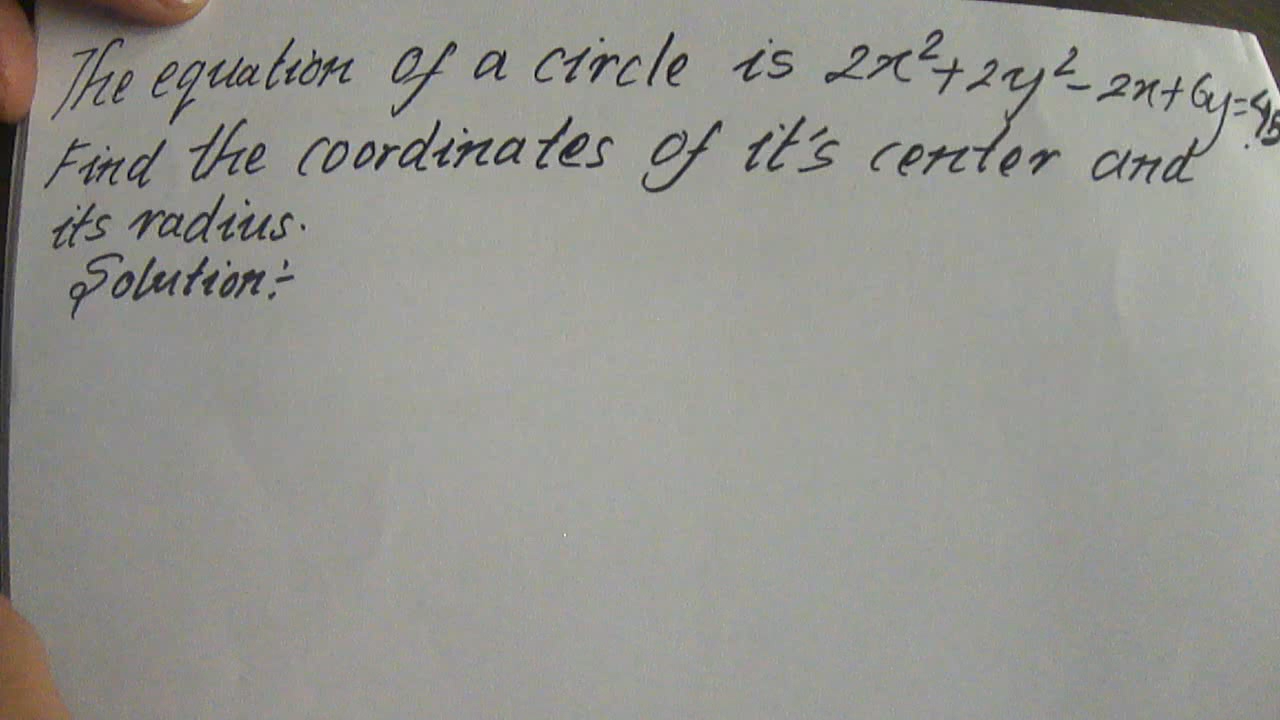 The equation of a circle is 2x²+2y²-2x+6y=45.
Find the coordinates of it's center and
its radius.
Solution:-